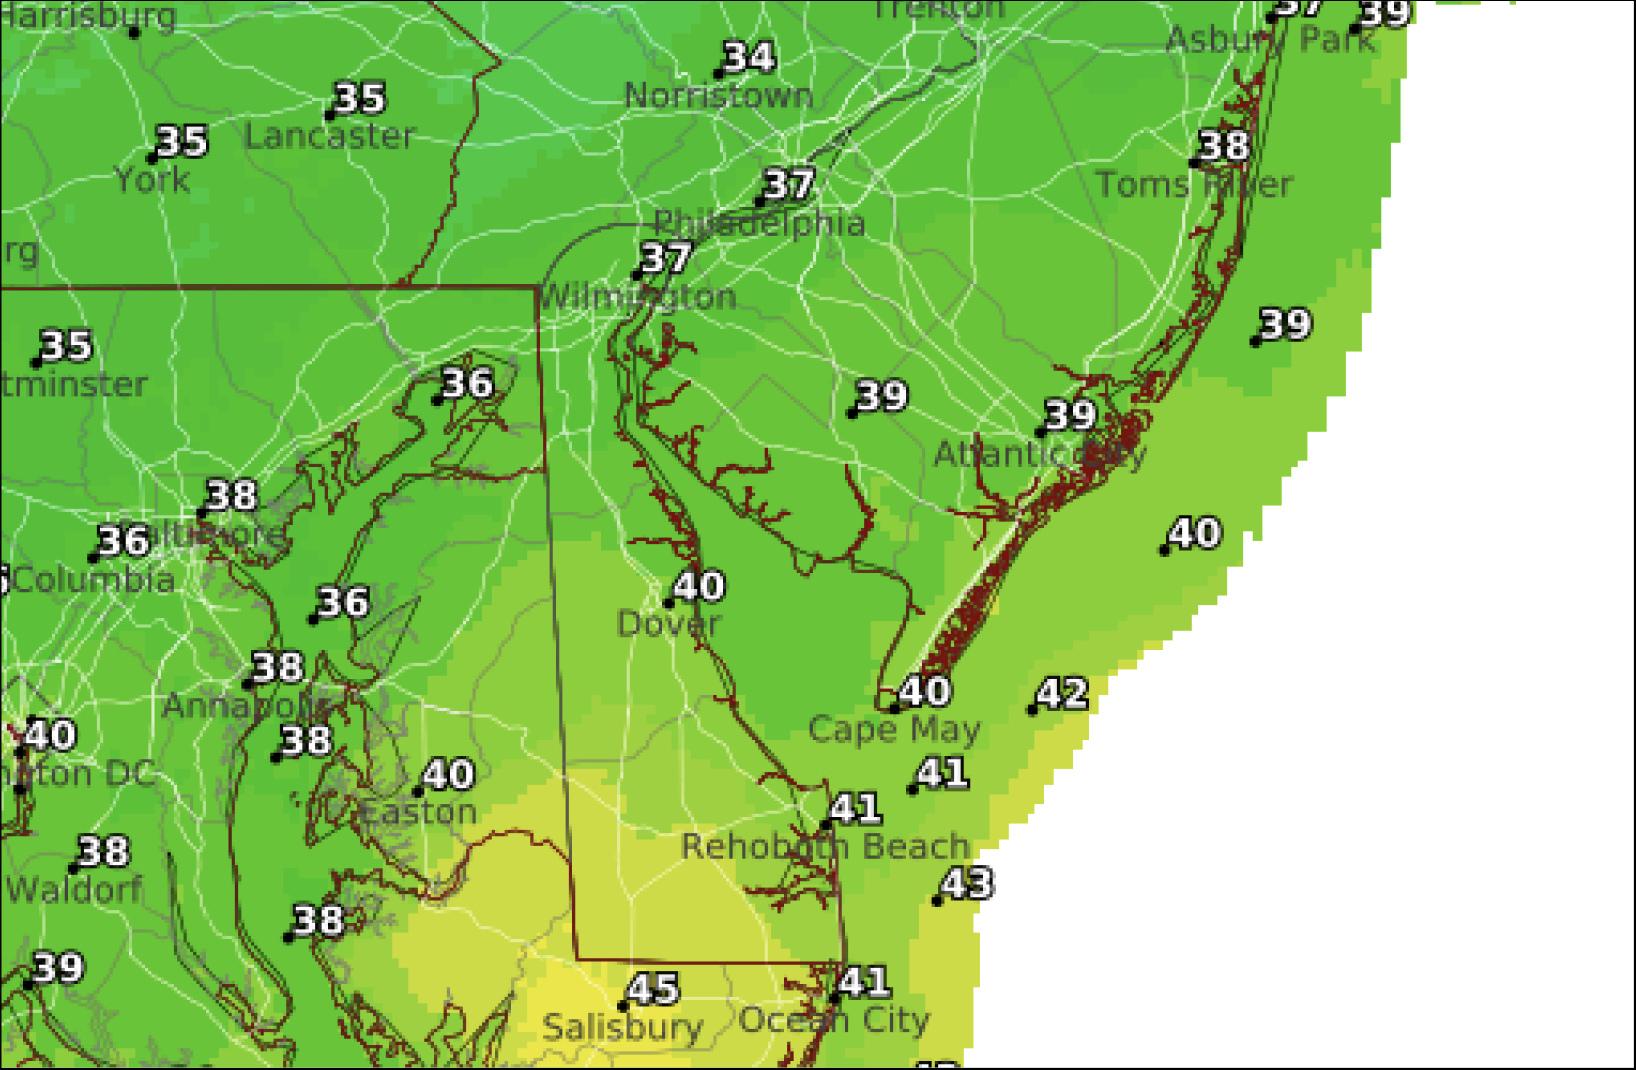 Harrisburg
Trenton
37
39
Asbury Park
34
Norristown
35
Lancaster
35
York
38
Toms River
37
Philadelphia
rg
37
Wilmington
39
35
tminster
36
39
39
Atlantic City
38
Baltimore
36
Columbia
40
36
40
Dover
38
Annapolis
40
Cape May
42
40
ngton DC
38
40
Easton
41
41
Rehoboth Beach
38
Waldorf
43
38
39
45
Salisbury
41
Ocean City